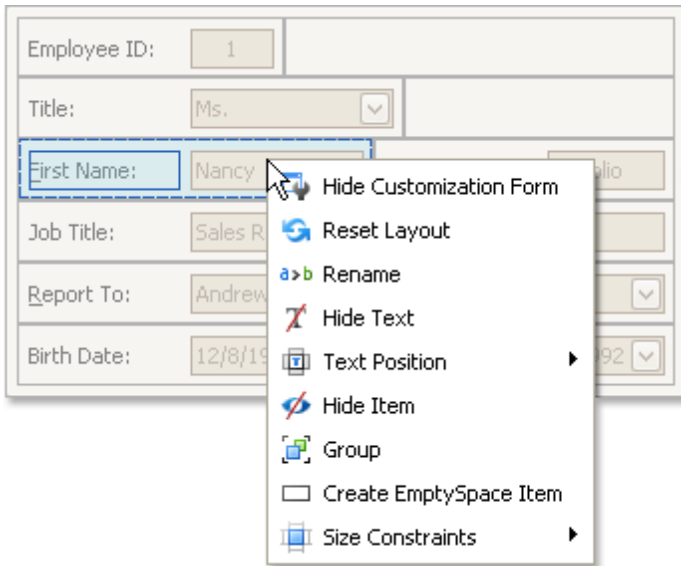 Employee ID: 1
Title: Ms.
First Name: Nancy
Hide Customization Form
Job Title: Sales R
Reset Layout
Rename
Report To: Andrew
Hide Text
Birth Date: 12/8/19 992
Text Position
Hide Item
Group
Create EmptySpace Item
Size Constraints